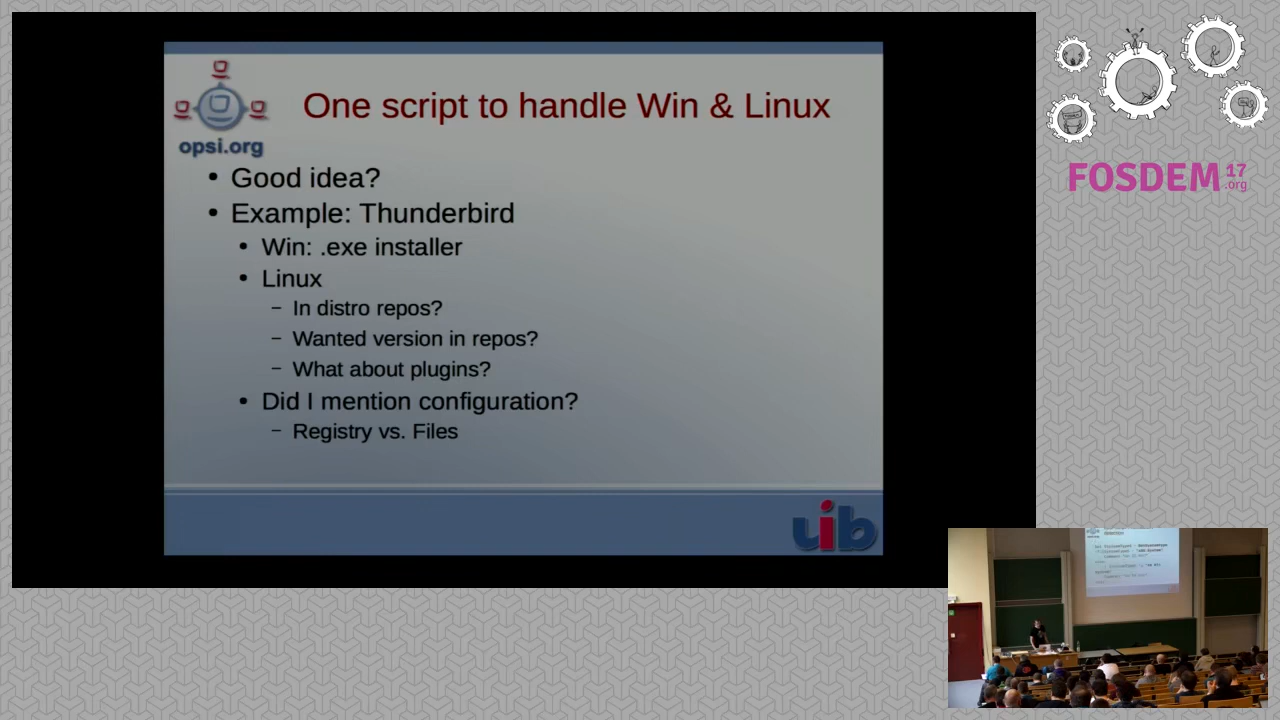 One script to handle Win & Linux
opsi.org
• Good idea?
• Example: Thunderbird
• Win: .exe installer
• Linux
– In distro repos?
– Wanted version in repos?
– What about plugins?
• Did I mention configuration?
– Registry vs. Files
uib
FOSDEM 17
.org